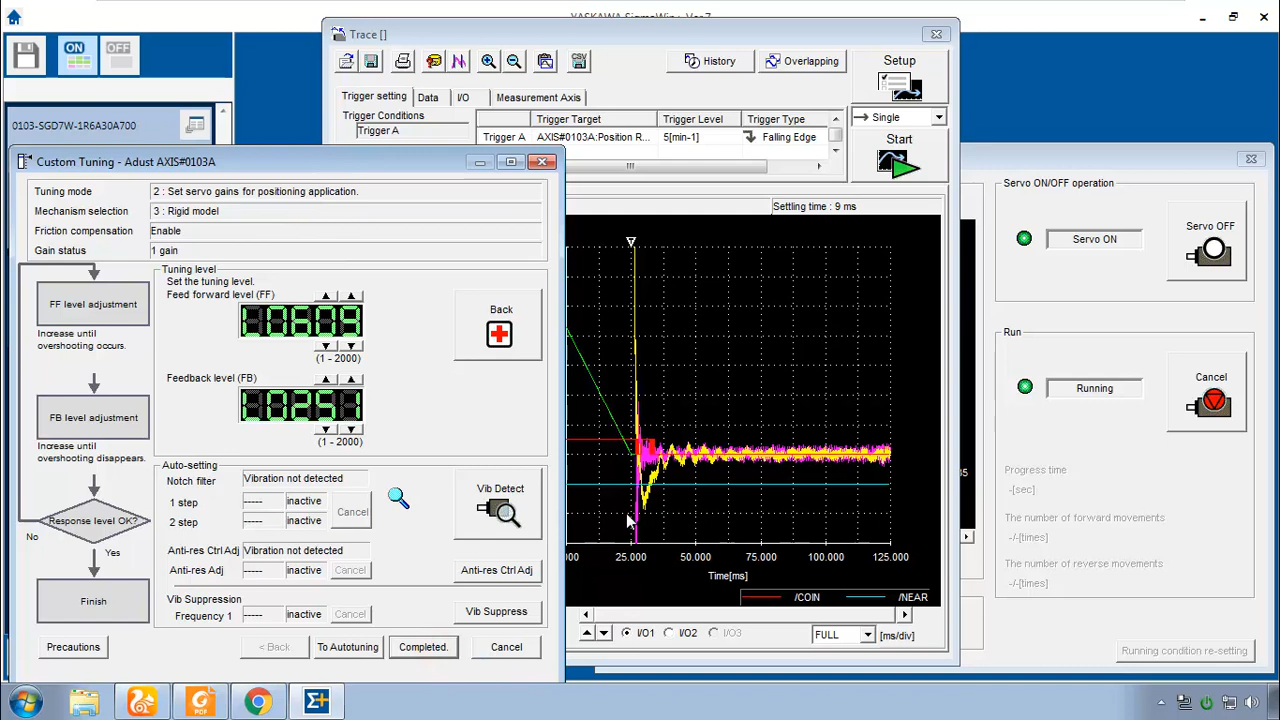 YASKAWA SigmaWin+ Ver.7
ON
OFF
0103-SGD7W-1R6A30A700
Trace []
History
Overlapping
Setup
Trigger setting
Data
I/O
Measurement Axis
Single
Trigger Conditions
Trigger A
Trigger Target
Trigger Level
Trigger Type
Trigger A
AXIS#0103A:Position R...
5[min-1]
Falling Edge
Start
Settling time : 9 ms
Custom Tuning - Adust AXIS#0103A
Tuning mode
2 : Set servo gains for positioning application.
Mechanism selection
3 : Rigid model
Friction compensation
Enable
Gain status
1 gain
FF level adjustment
Increase until
overshooting occurs.
FB level adjustment
Increase until
overshooting disappears.
Response level OK?
No
Yes
Finish
Tuning level
Set the tuning level.
Feed forward level (FF)
(1 - 2000)
Feedback level (FB)
(1 - 2000)
Back
Auto-setting
Notch filter
Vibration not detected
1 step
-----
inactive
Cancel
2 step
-----
inactive
Vib Detect
Anti-res Ctrl Adj
Vibration not detected
Anti-res Adj
-----
inactive
Cancel
Anti-res Ctrl Adj
Vib Suppression
Frequency 1
-----
inactive
Cancel
Vib Suppress
Precautions
< Back
To Autotuning
Completed.
Cancel
.000
25.000
50.000
75.000
100.000
125.000
Time[ms]
/COIN
/NEAR
I/O1
I/O2
I/O3
FULL
[ms/div]
Servo ON/OFF operation
Servo ON
Servo OFF
Run
Running
Cancel
Progress time
-[sec]
The number of forward movements
-/-[times]
The number of reverse movements
-/-[times]
Running condition re-setting
PDF